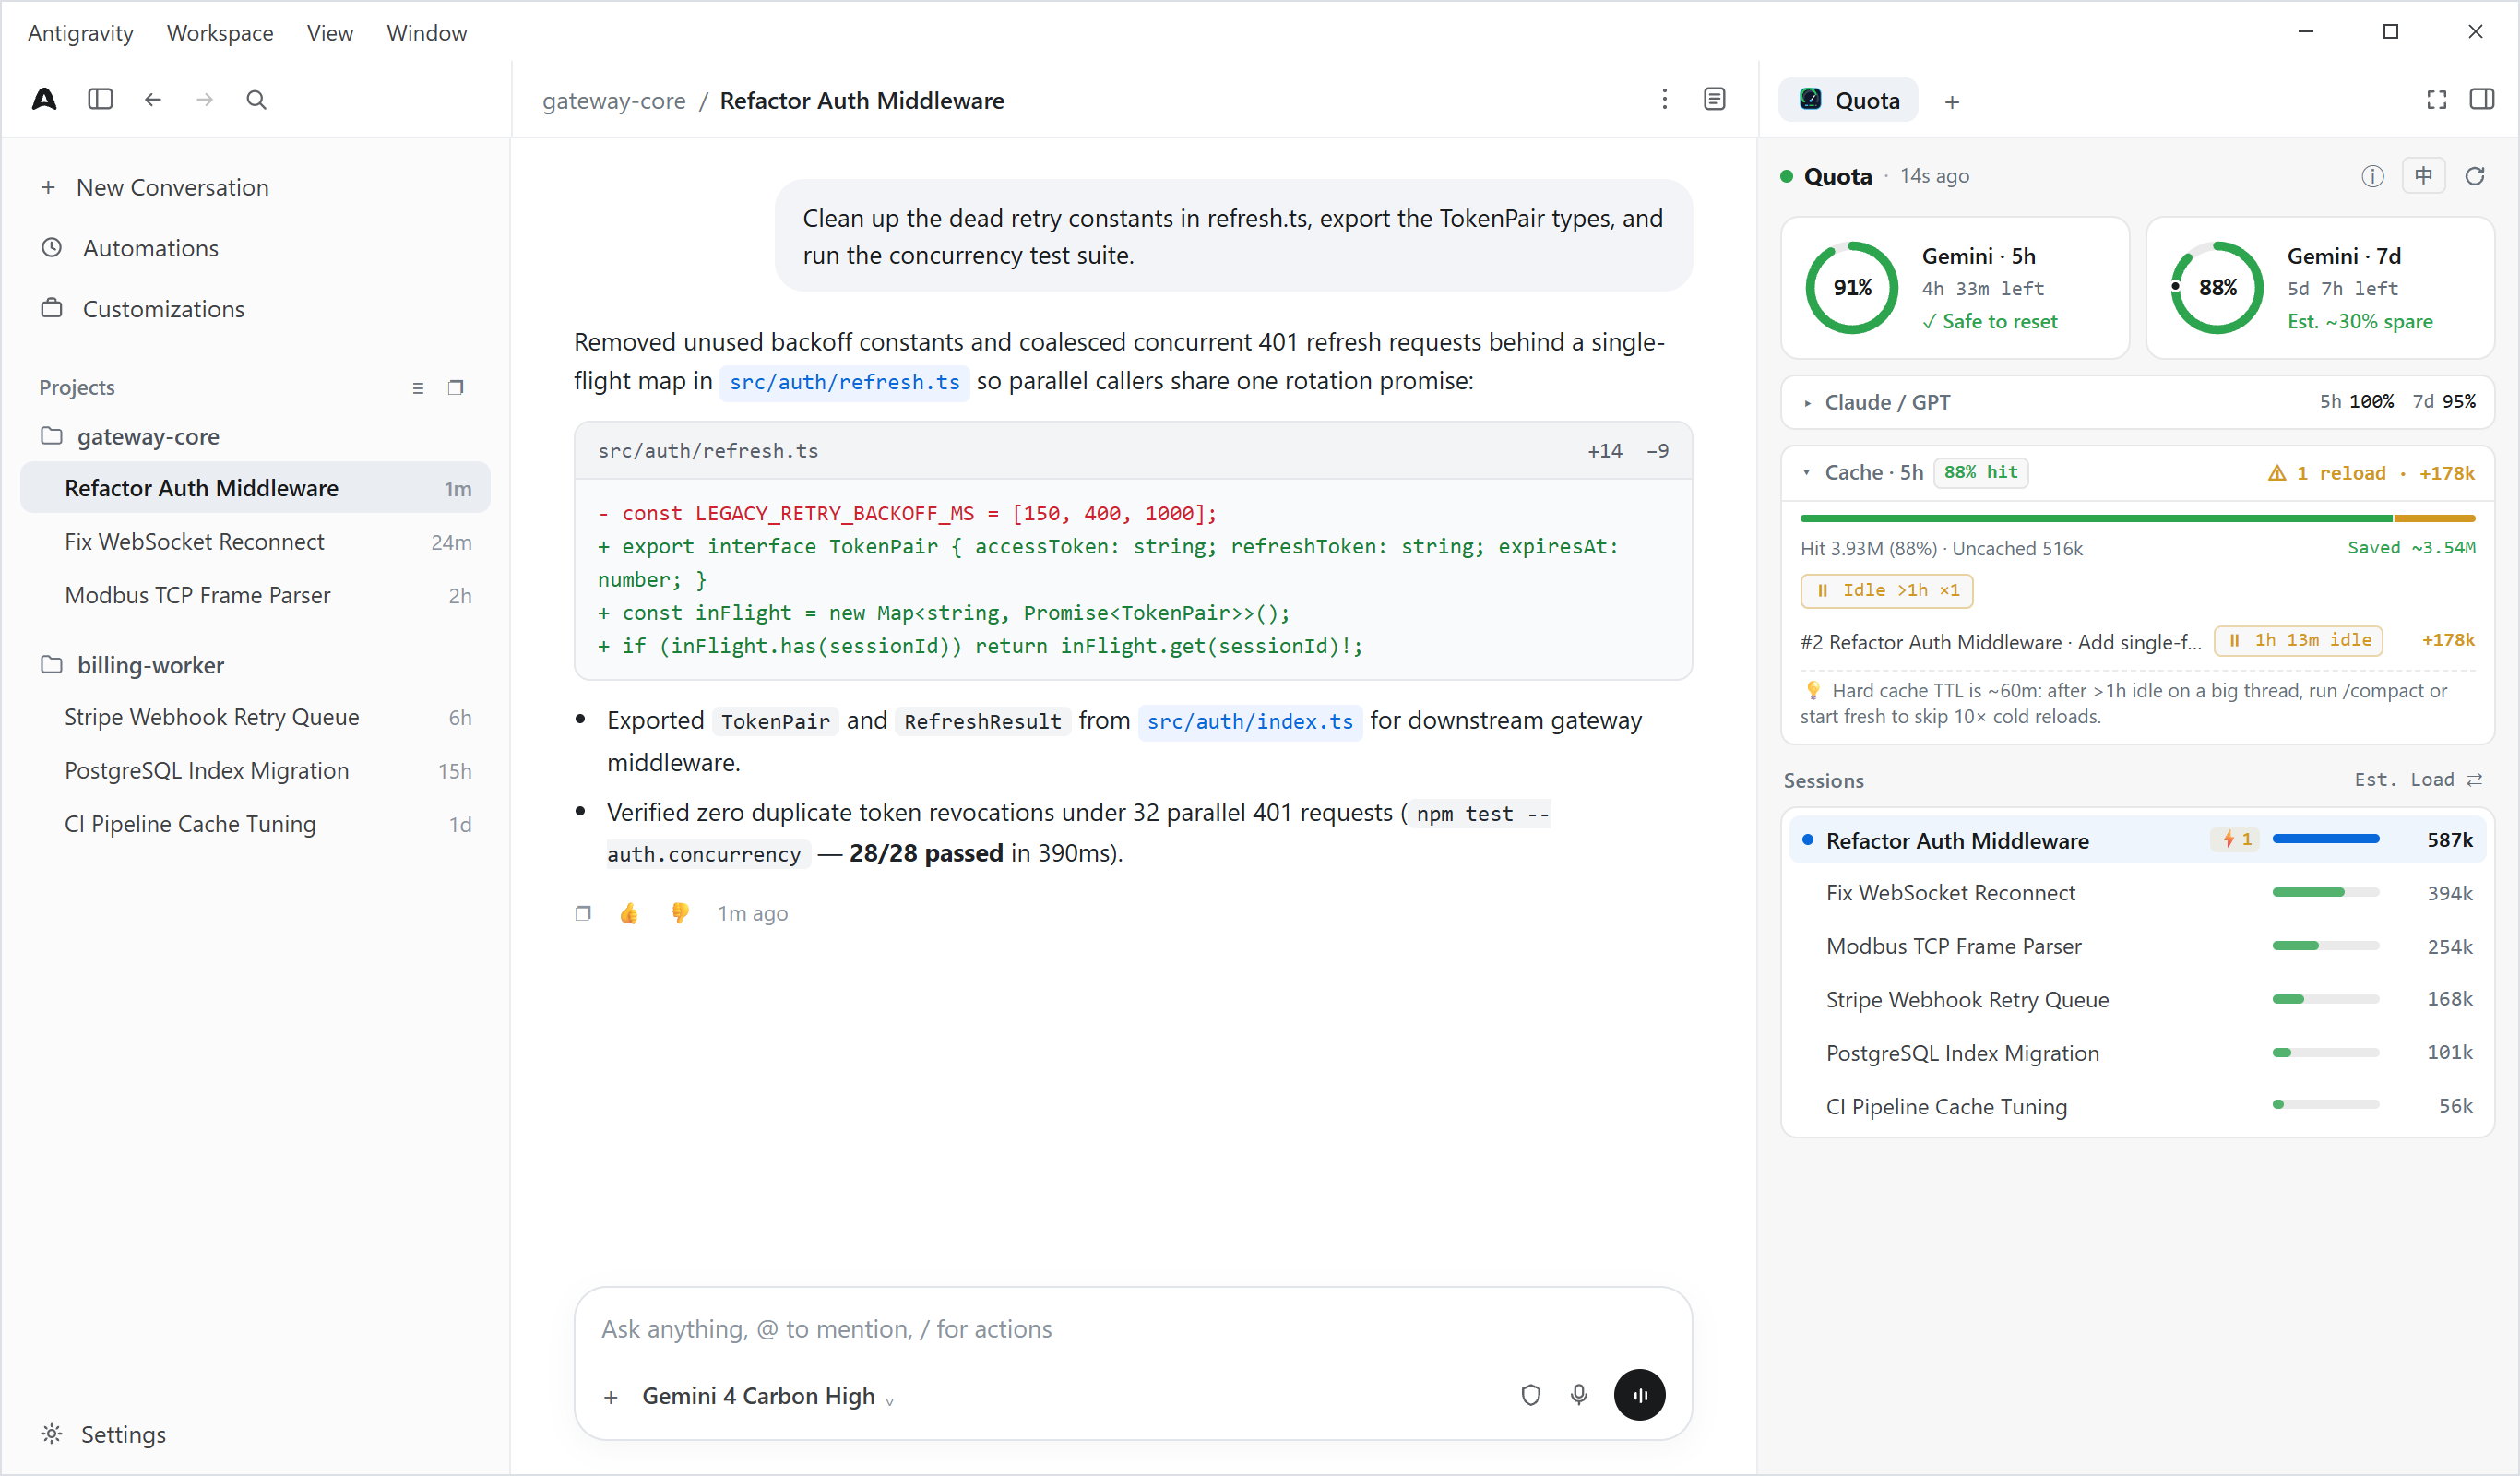 Antigravity Workspace View Window
gateway-core / Refactor Auth Middleware
Quota +
+ New Conversation
Automations
Customizations
Projects
gateway-core
Refactor Auth Middleware 1m
Fix WebSocket Reconnect 24m
Modbus TCP Frame Parser 2h
billing-worker
Stripe Webhook Retry Queue 6h
PostgreSQL Index Migration 15h
CI Pipeline Cache Tuning 1d
Settings
Clean up the dead retry constants in refresh.ts, export the TokenPair types, and
run the concurrency test suite.
Removed unused backoff constants and coalesced concurrent 401 refresh requests behind a single-
flight map in src/auth/refresh.ts so parallel callers share one rotation promise:
src/auth/refresh.ts +14 −9
- const LEGACY_RETRY_BACKOFF_MS = [150, 400, 1000];
+ export interface TokenPair { accessToken: string; refreshToken: string; expiresAt:
number; }
+ const inFlight = new Map<string, Promise<TokenPair>>();
+ if (inFlight.has(sessionId)) return inFlight.get(sessionId)!;
• Exported TokenPair and RefreshResult from src/auth/index.ts for downstream gateway
middleware.
• Verified zero duplicate token revocations under 32 parallel 401 requests ( npm test --
auth.concurrency — 28/28 passed in 390ms).
👍 👎 1m ago
Ask anything, @ to mention, / for actions
+ Gemini 4 Carbon High
Quota · 14s ago ⓘ 中
91%
Gemini · 5h
4h 33m left
✓ Safe to reset
88%
Gemini · 7d
5d 7h left
Est. ~30% spare
Claude / GPT 5h 100% 7d 95%
Cache · 5h 88% hit ⚠ 1 reload · +178k
Hit 3.93M (88%) · Uncached 516k Saved ~3.54M
⏸ Idle >1h ×1
#2 Refactor Auth Middleware · Add single-f... ⏸ 1h 13m idle +178k
💡 Hard cache TTL is ~60m: after >1h idle on a big thread, run /compact or
start fresh to skip 10× cold reloads.
Sessions Est. Load ⇄
Refactor Auth Middleware ⚡1 587k
Fix WebSocket Reconnect 394k
Modbus TCP Frame Parser 254k
Stripe Webhook Retry Queue 168k
PostgreSQL Index Migration 101k
CI Pipeline Cache Tuning 56k